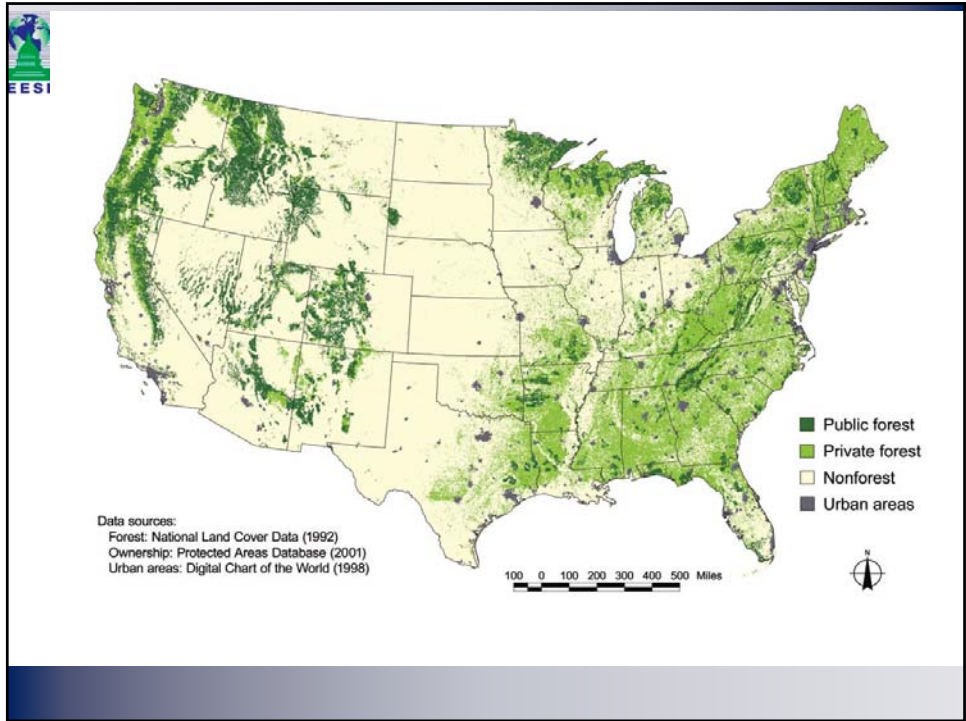 EESI
Public forest
Private forest
Nonforest
Urban areas
Data sources:
Forest: National Land Cover Data (1992)
Ownership: Protected Areas Database (2001)
Urban areas: Digital Chart of the World (1998)
100 0 100 200 300 400 500 Miles
N